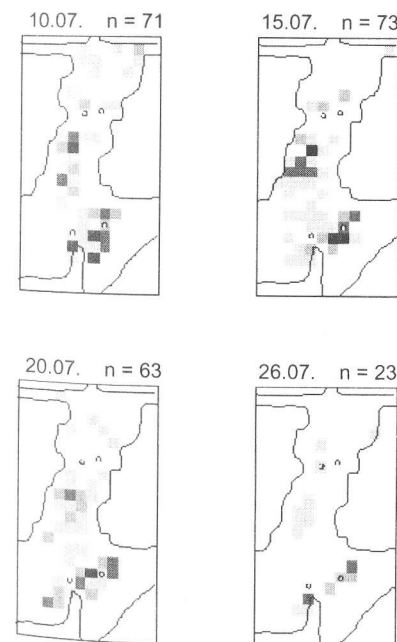 10.07. n = 71
15.07. n = 73
20.07. n = 63
26.07. n = 23